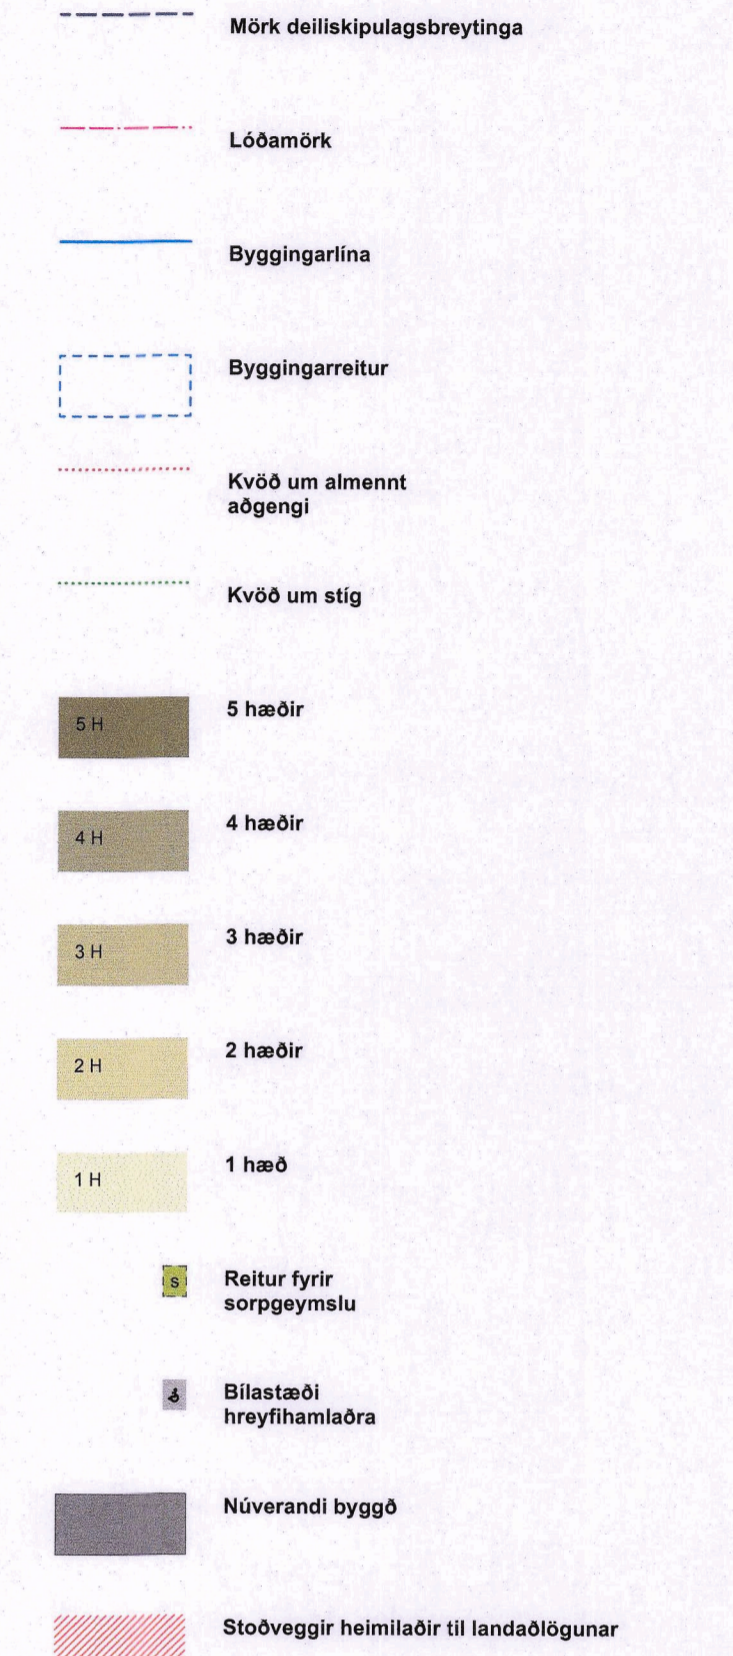 Mörk deiliskipulagsbreytinga
Lóðamörk
Byggingarlína
Byggingarreitur
Kvöð um almennt
aðgengi
Kvöð um stíg
5 H 5 hæðir
4 H 4 hæðir
3 H 3 hæðir
2 H 2 hæðir
1 H 1 hæð
S Reitur fyrir
sorpgeymslu
Bílastæði
hreyfihamlaðra
Núverandi byggð
Stoðveggir heimilaðir til landaðlögunar